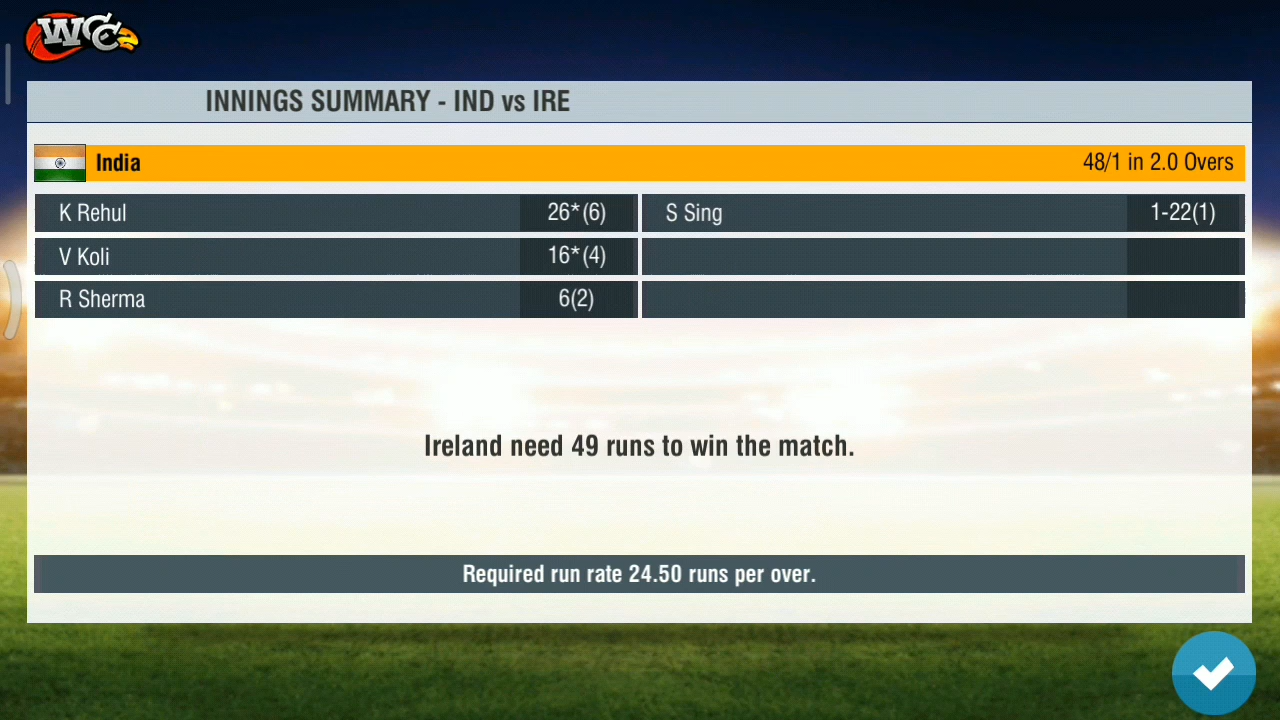 WCC
INNINGS SUMMARY - IND vs IRE
India 48/1 in 2.0 Overs
K Rehul 26*(6) S Sing 1-22(1)
V Koli 16*(4)
R Sherma 6(2)
Ireland need 49 runs to win the match.
Required run rate 24.50 runs per over.